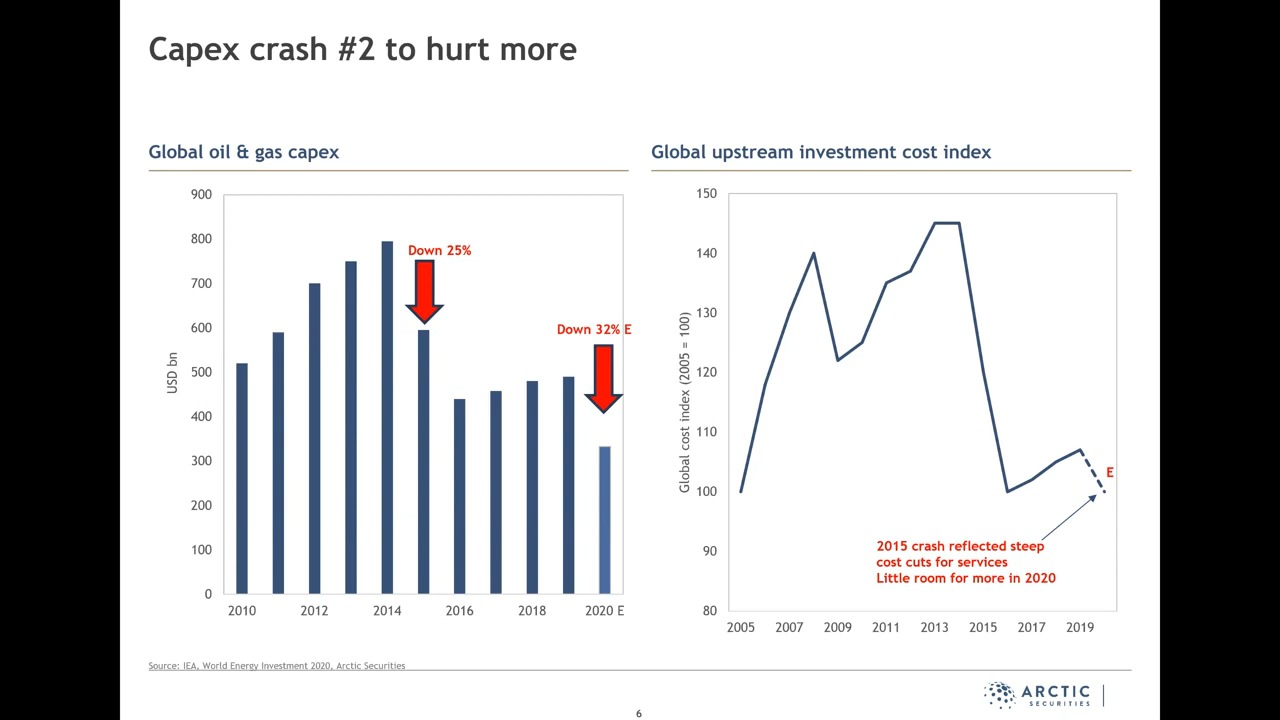 Capex crash #2 to hurt more
Global oil & gas capex
900
800
700
600
500
400
300
200
100
0
USD bn
Down 25%
Down 32% E
2010
2012
2014
2016
2018
2020 E
Global upstream investment cost index
150
140
130
120
110
100
90
80
Global cost index (2005 = 100)
E
2015 crash reflected steep
cost cuts for services
Little room for more in 2020
2005
2007
2009
2011
2013
2015
2017
2019
Source: IEA, World Energy Investment 2020, Arctic Securities
ARCTIC
SECURITIES
6